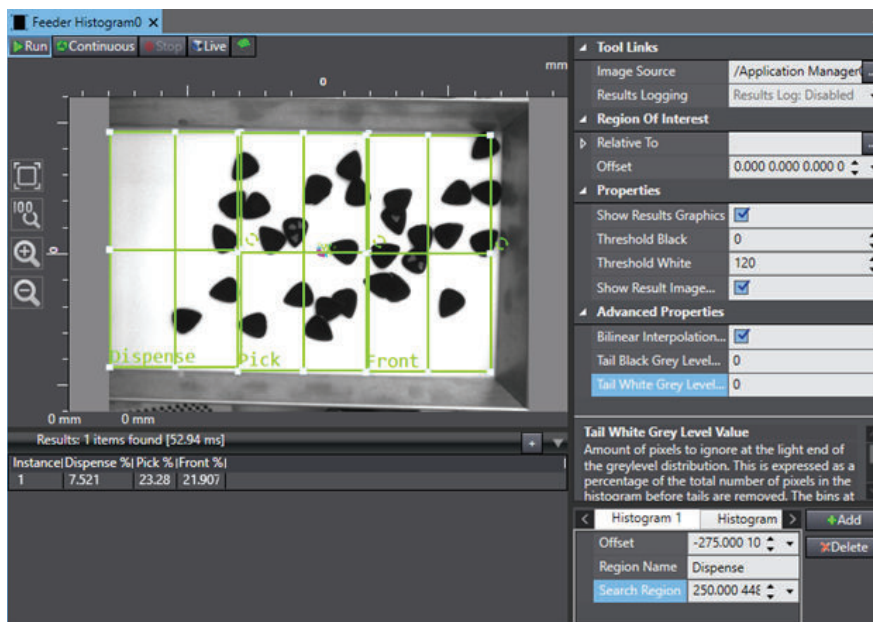 Feeder Histogram0 ×
Run Continuous Stop Live
mm
0
100
0
Dispense Pick Front
0 mm 0 mm
Results: 1 items found [52.94 ms]
Instance Dispense % Pick % Front %
1 7.521 23.28 21.907
Tool Links
Image Source /Application Manager
Results Logging Results Log: Disabled
Region Of Interest
Relative To
Offset 0.000 0.000 0.000 0
Properties
Show Results Graphics
Threshold Black 0
Threshold White 120
Show Result Image...
Advanced Properties
Bilinear Interpolation...
Tail Black Grey Level... 0
Tail White Grey Level... 0
Tail White Grey Level Value
Amount of pixels to ignore at the light end of
the greylevel distribution. This is expressed as a
percentage of the total number of pixels in the
histogram before tails are removed. The bins at
Histogram 1 Histogram +Add
Offset -275.000 10 Delete
Region Name Dispense
Search Region 250.000 448